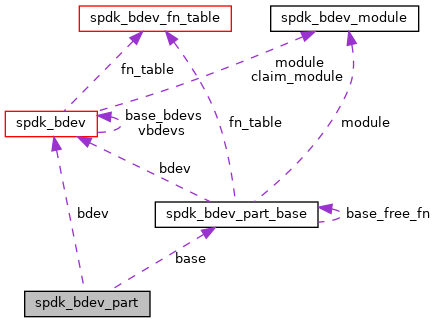 spdk_bdev_fn_table
spdk_bdev_module
fn_table
module
claim_module
spdk_bdev
base_bdevs
vbdevs
fn_table
module
bdev
bdev
spdk_bdev_part_base
base_free_fn
base
spdk_bdev_part